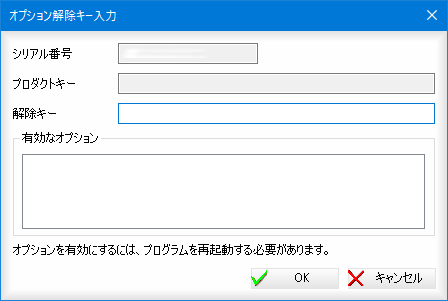 オプション解除キー入力
シリアル番号
プロダクトキー
解除キー
有効なオプション
オプションを有効にするには、プログラムを再起動する必要があります。
OK
キャンセル